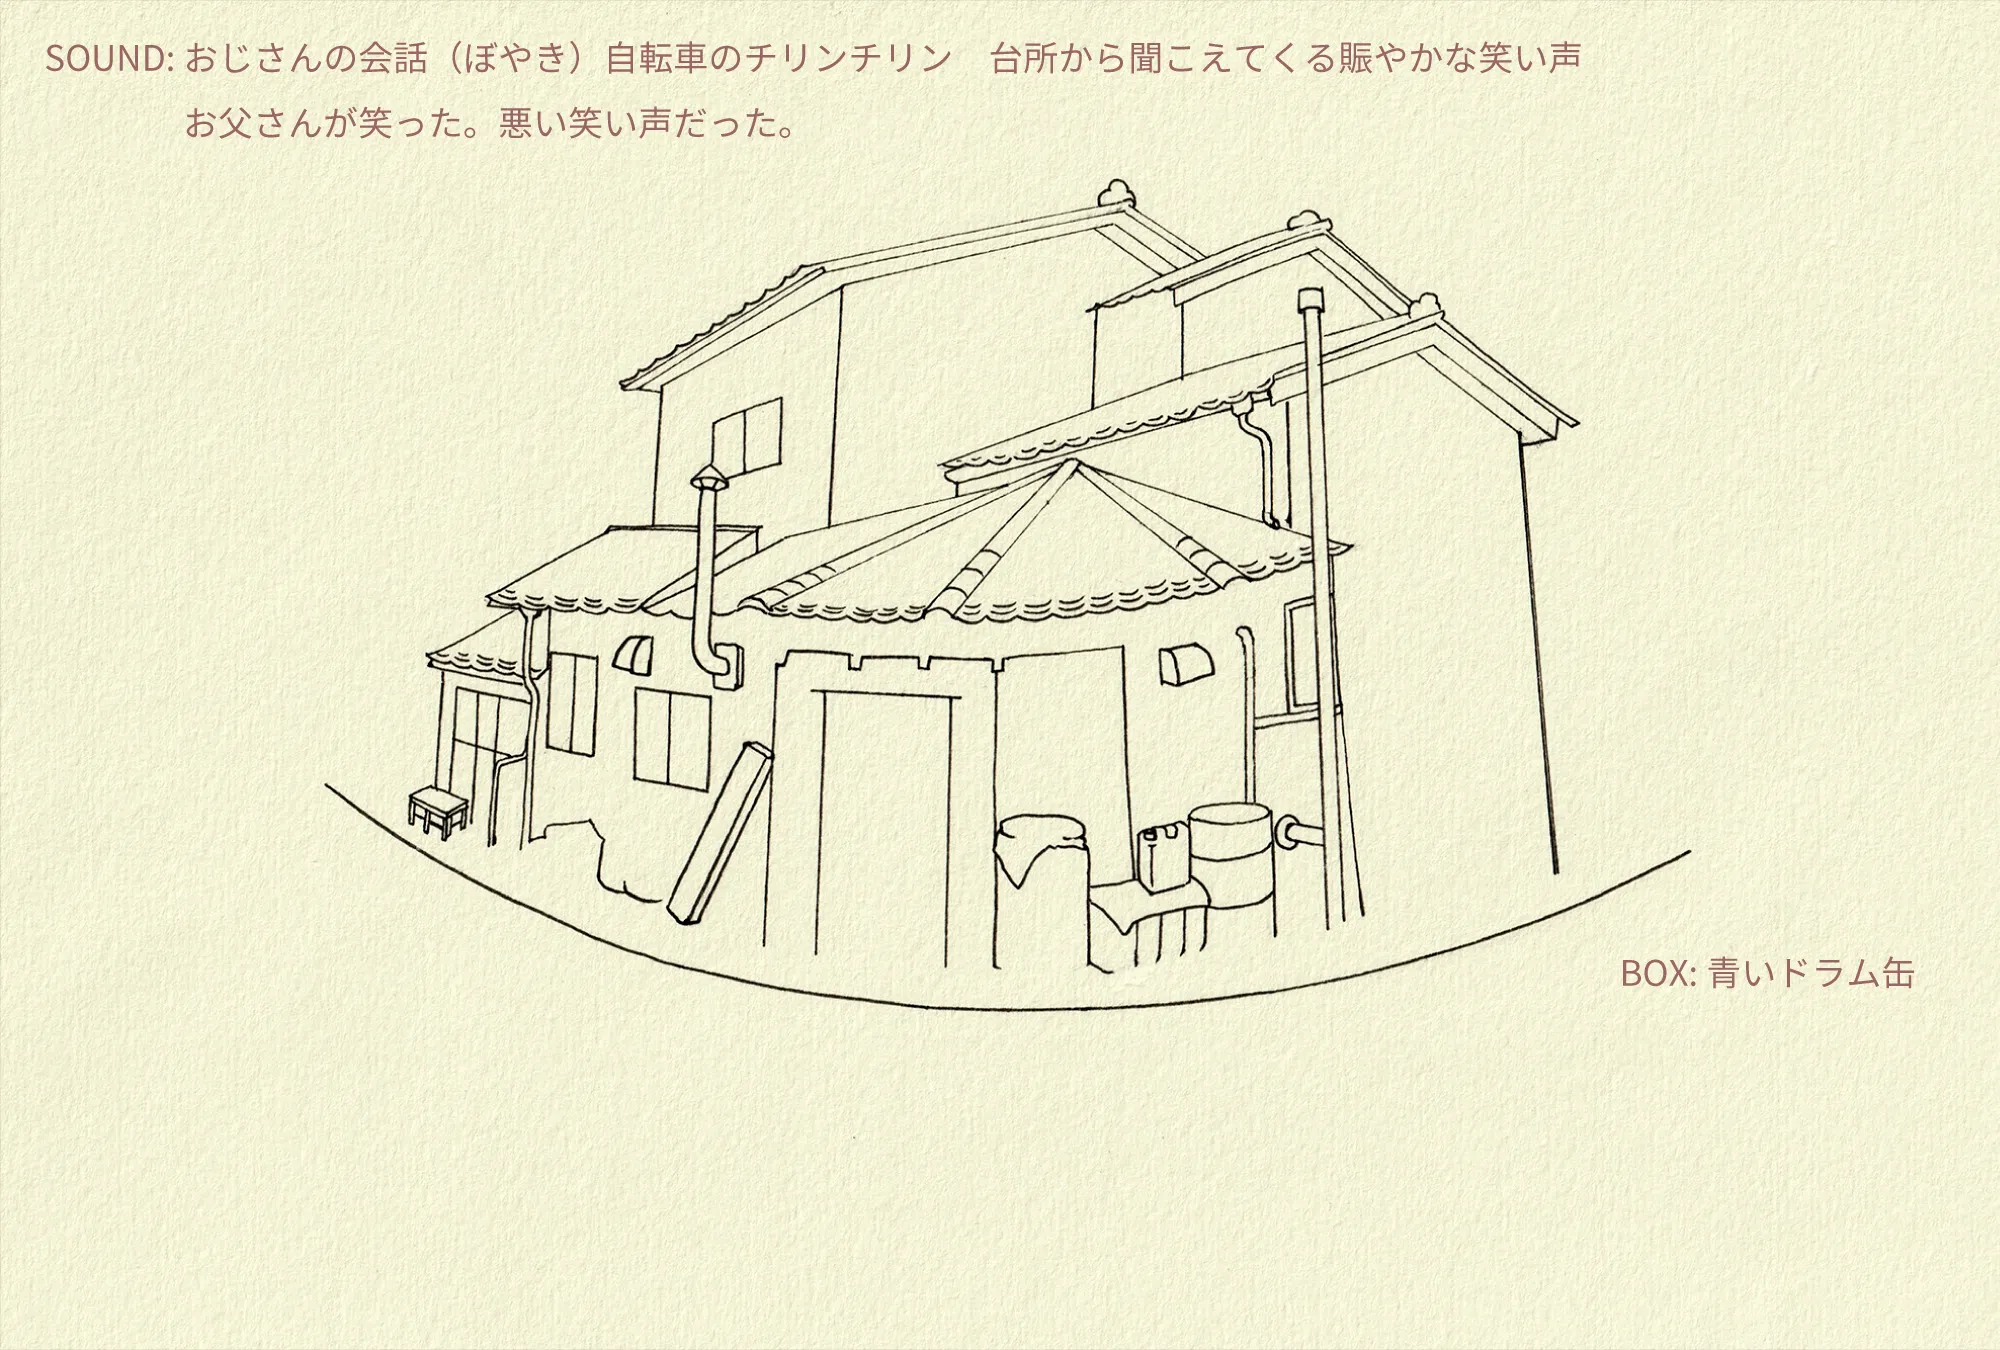 SOUND: おじさんの会話（ぼやき）自転車のチリンチリン　台所から聞こえてくる賑やかな笑い声
お父さんが笑った。悪い笑い声だった。
BOX: 青いドラム缶